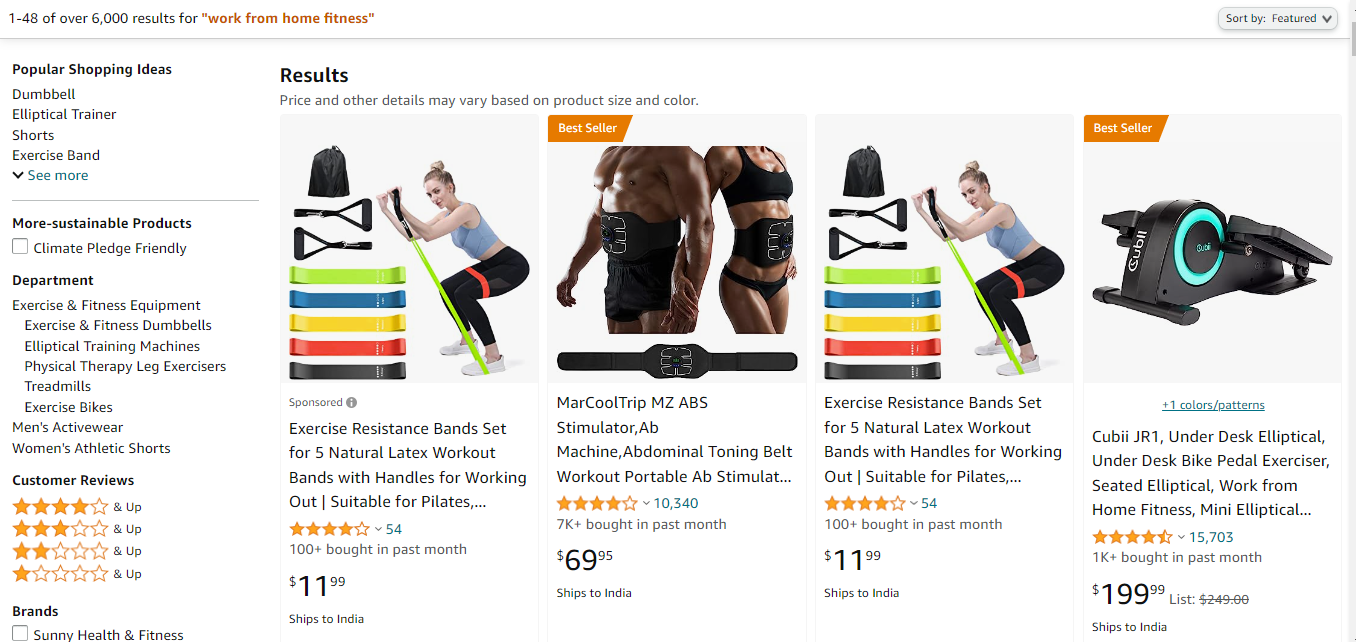 1-48 of over 6,000 results for "work from home fitness"
Sort by: Featured
Popular Shopping Ideas
Dumbbell
Elliptical Trainer
Shorts
Exercise Band
See more
More-sustainable Products
Climate Pledge Friendly
Department
Exercise & Fitness Equipment
Exercise & Fitness Dumbbells
Elliptical Training Machines
Physical Therapy Leg Exercisers
Treadmills
Exercise Bikes
Men's Activewear
Women's Athletic Shorts
Customer Reviews
& Up
& Up
& Up
& Up
Brands
Sunny Health & Fitness
Results
Price and other details may vary based on product size and color.
Sponsored
Exercise Resistance Bands Set
for 5 Natural Latex Workout
Bands with Handles for Working
Out | Suitable for Pilates,...
54
100+ bought in past month
$11 99
Ships to India
Best Seller
MarCoolTrip MZ ABS
Stimulator,Ab
Machine,Abdominal Toning Belt
Workout Portable Ab Stimulat...
10,340
7K+ bought in past month
$69 95
Ships to India
Exercise Resistance Bands Set
for 5 Natural Latex Workout
Bands with Handles for Working
Out | Suitable for Pilates,...
54
100+ bought in past month
$11 99
Ships to India
Best Seller
Cubii
Cubii
+1 colors/patterns
Cubii JR1, Under Desk Elliptical,
Under Desk Bike Pedal Exerciser,
Seated Elliptical, Work from
Home Fitness, Mini Elliptical...
15,703
1K+ bought in past month
$199 99 List: $249.00
Ships to India